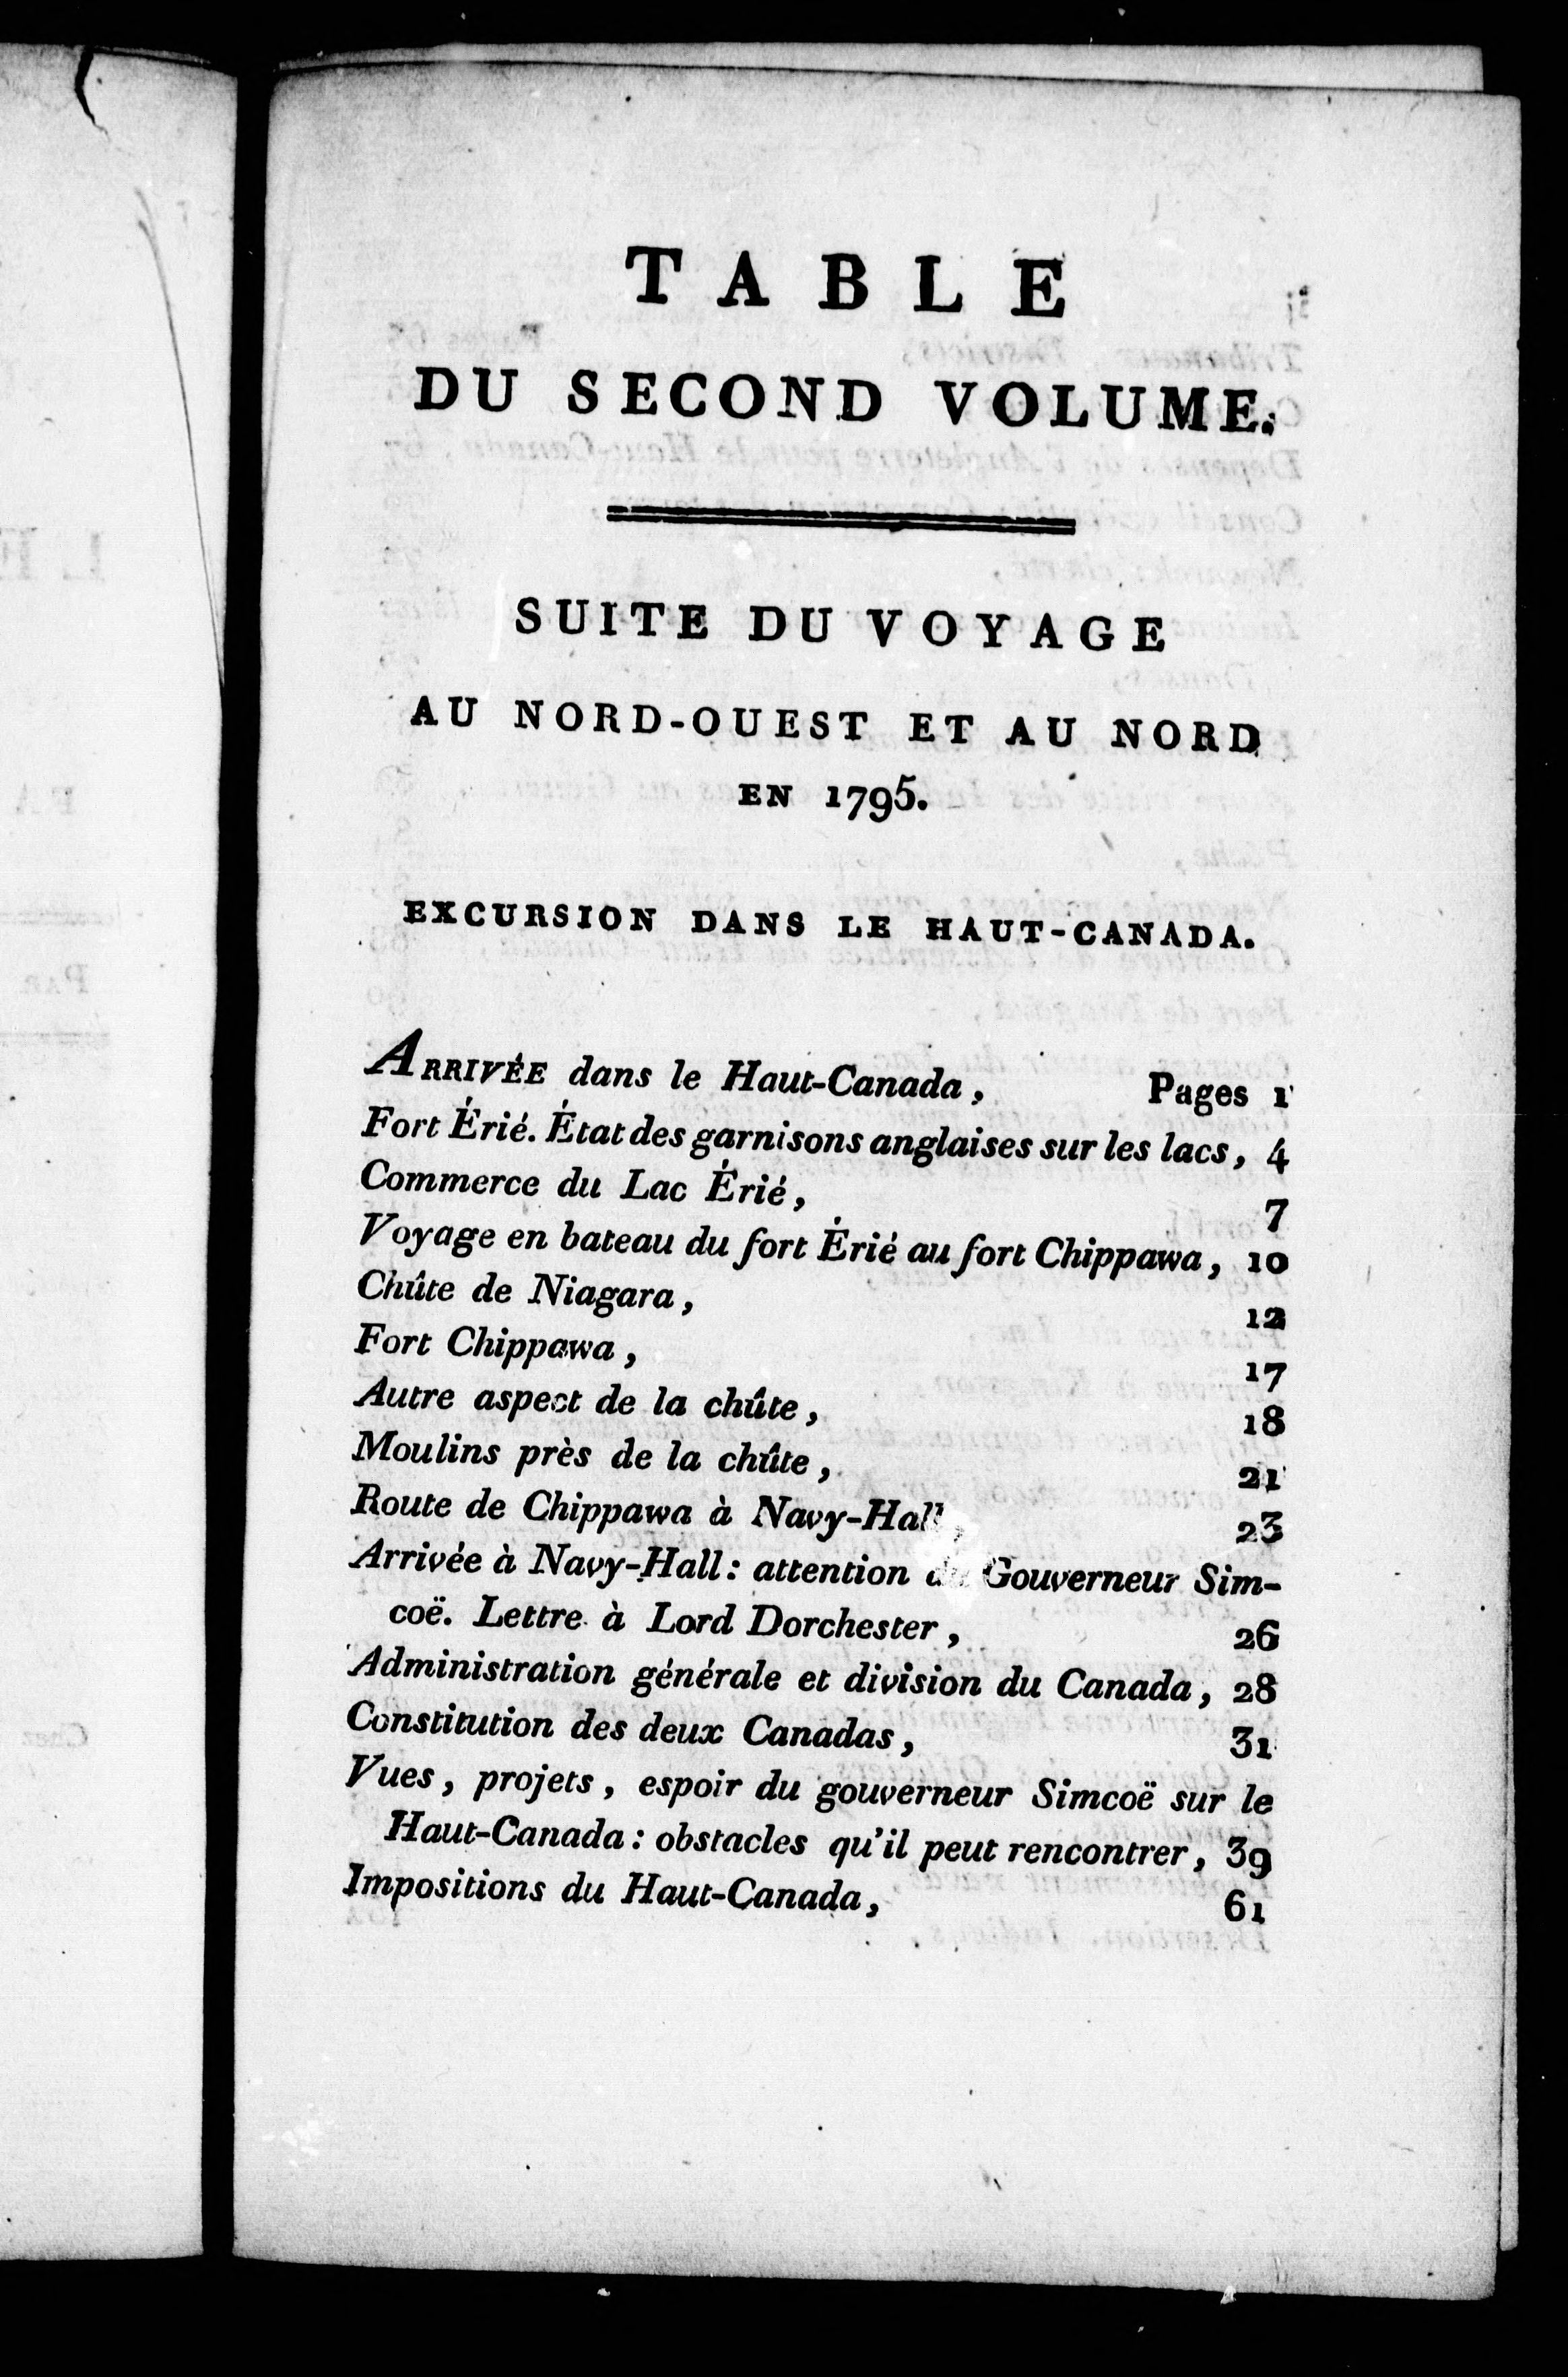 TABLE
DU SECOND VOLUME.
SUITE DU VOYAGE
AU NORD-OUEST ET AU NORD
EN 1795.
EXCURSION DANS LE HAUT-CANADA.
ARRIVÉE dans le Haut-Canada, Pages 1
Fort Érié. État des garnisons anglaises sur les lacs, 4
Commerce du Lac Érié, 7
Voyage en bateau du fort Érié au fort Chippawa, 10
Chûte de Niagara, 12
Fort Chippawa, 17
Autre aspect de la chûte, 18
Moulins près de la chûte, 21
Route de Chippawa à Navy-Hall, 23
Arrivée à Navy-Hall: attention Gouverneur Sim-
coë. Lettre à Lord Dorchester, 26
Administration générale et division du Canada, 28
Constitution des deux Canadas, 31
Vues, projets, espoir du gouverneur Simcoë sur le
Haut-Canada: obstacles qu'il peut rencontrer, 39
Impositions du Haut-Canada, 61